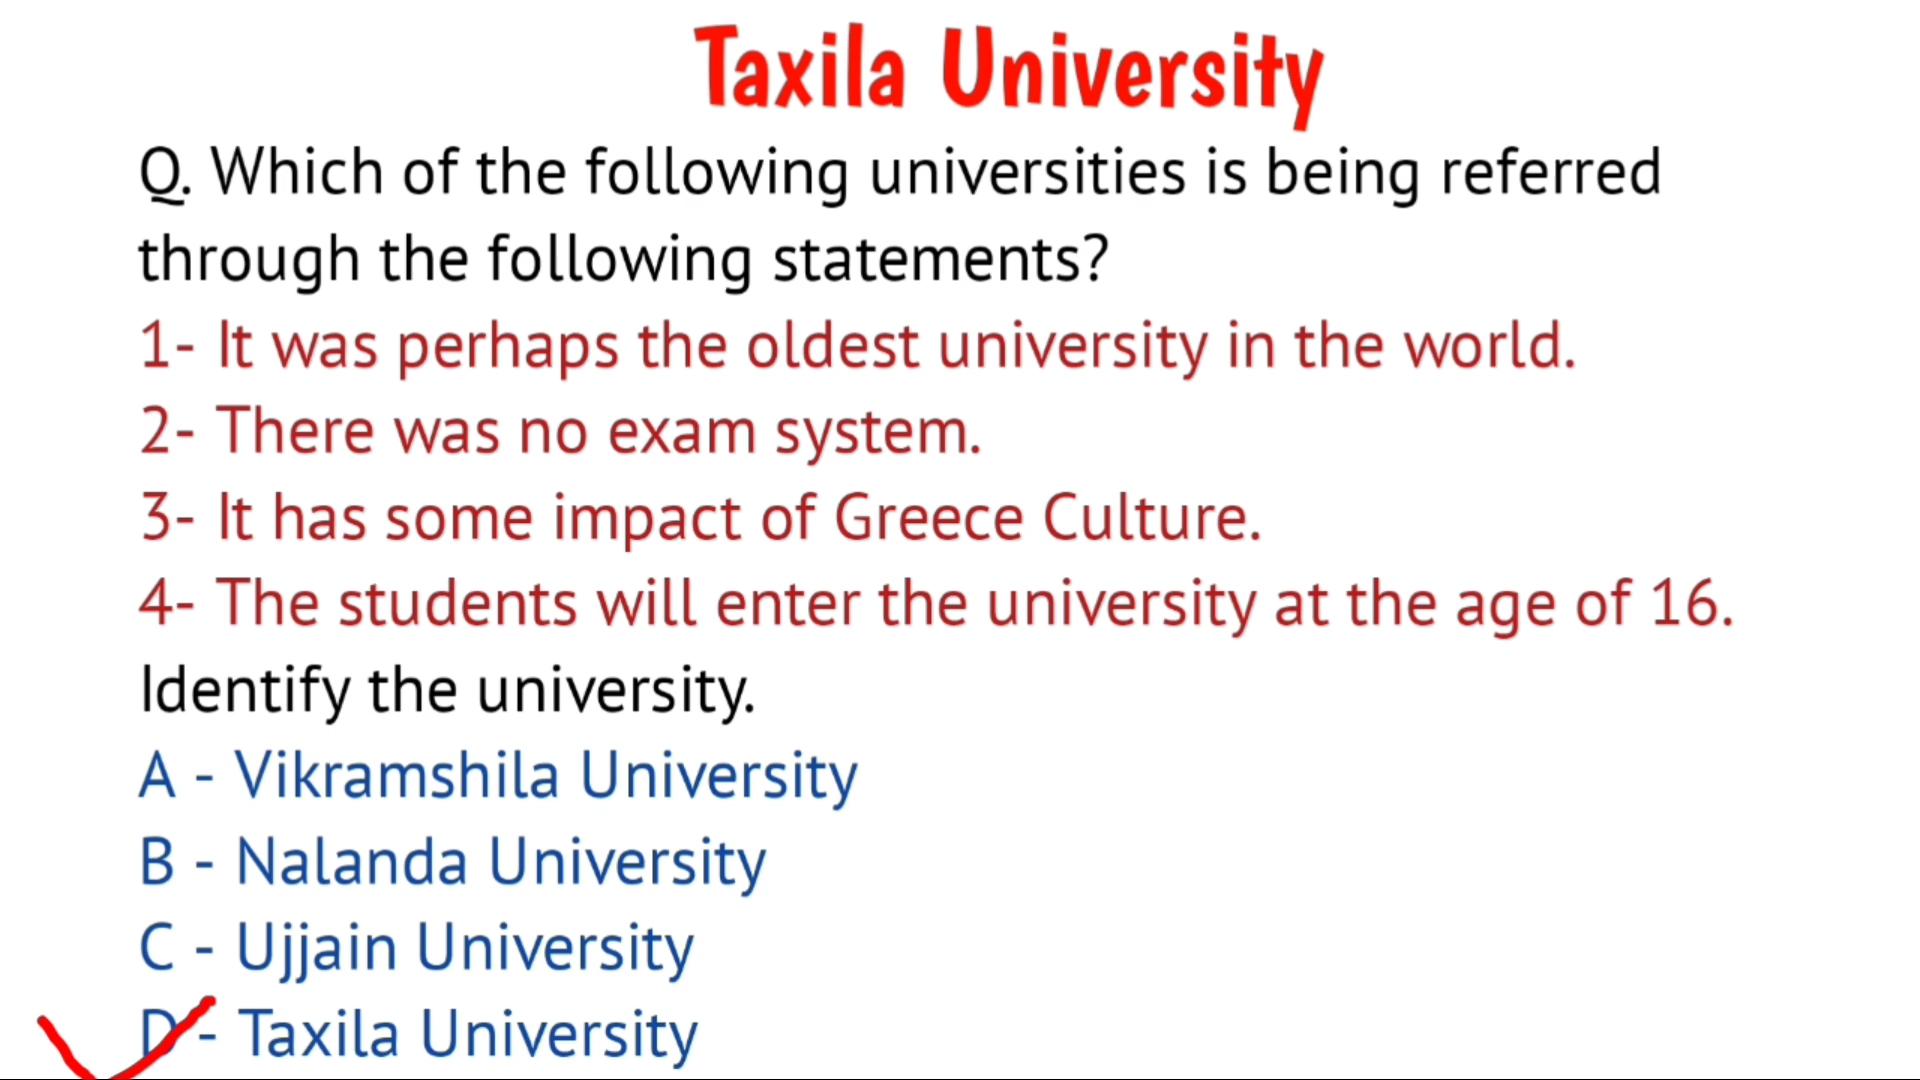 Taxila University
Q. Which of the following universities is being referred
through the following statements?
1- It was perhaps the oldest university in the world.
2- There was no exam system.
3- It has some impact of Greece Culture.
4- The students will enter the university at the age of 16.
Identify the university.
A - Vikramshila University
B - Nalanda University
C - Ujjain University
D - Taxila University